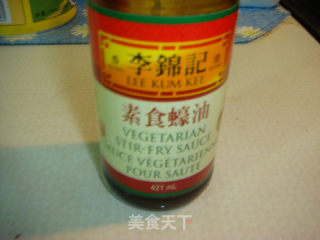 李錦記
LEE KUM KEE
素食蠔油
VEGETARIAN
STIR-FRY SAUCE
SAUCE VÉGÉTARIENNE
POUR SAUTÉ
421 mL
美食天下